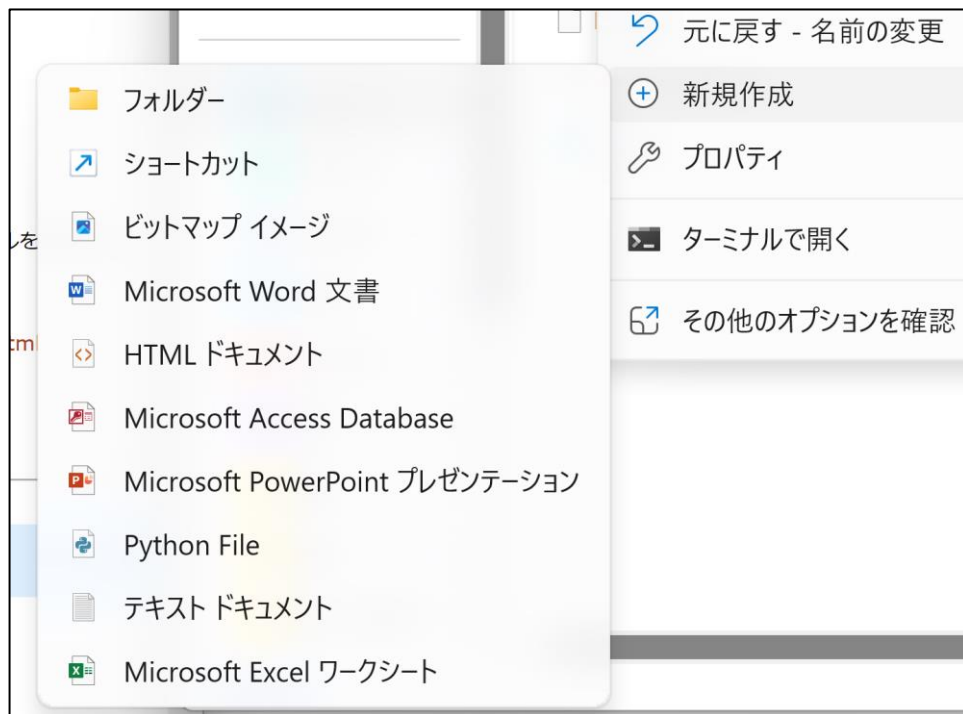 元に戻す - 名前の変更
新規作成
プロパティ
ターミナルで開く
その他のオプションを確認
フォルダー
ショートカット
ビットマップ イメージ
Microsoft Word 文書
HTML ドキュメント
Microsoft Access Database
Microsoft PowerPoint プレゼンテーション
Python File
テキスト ドキュメント
Microsoft Excel ワークシート